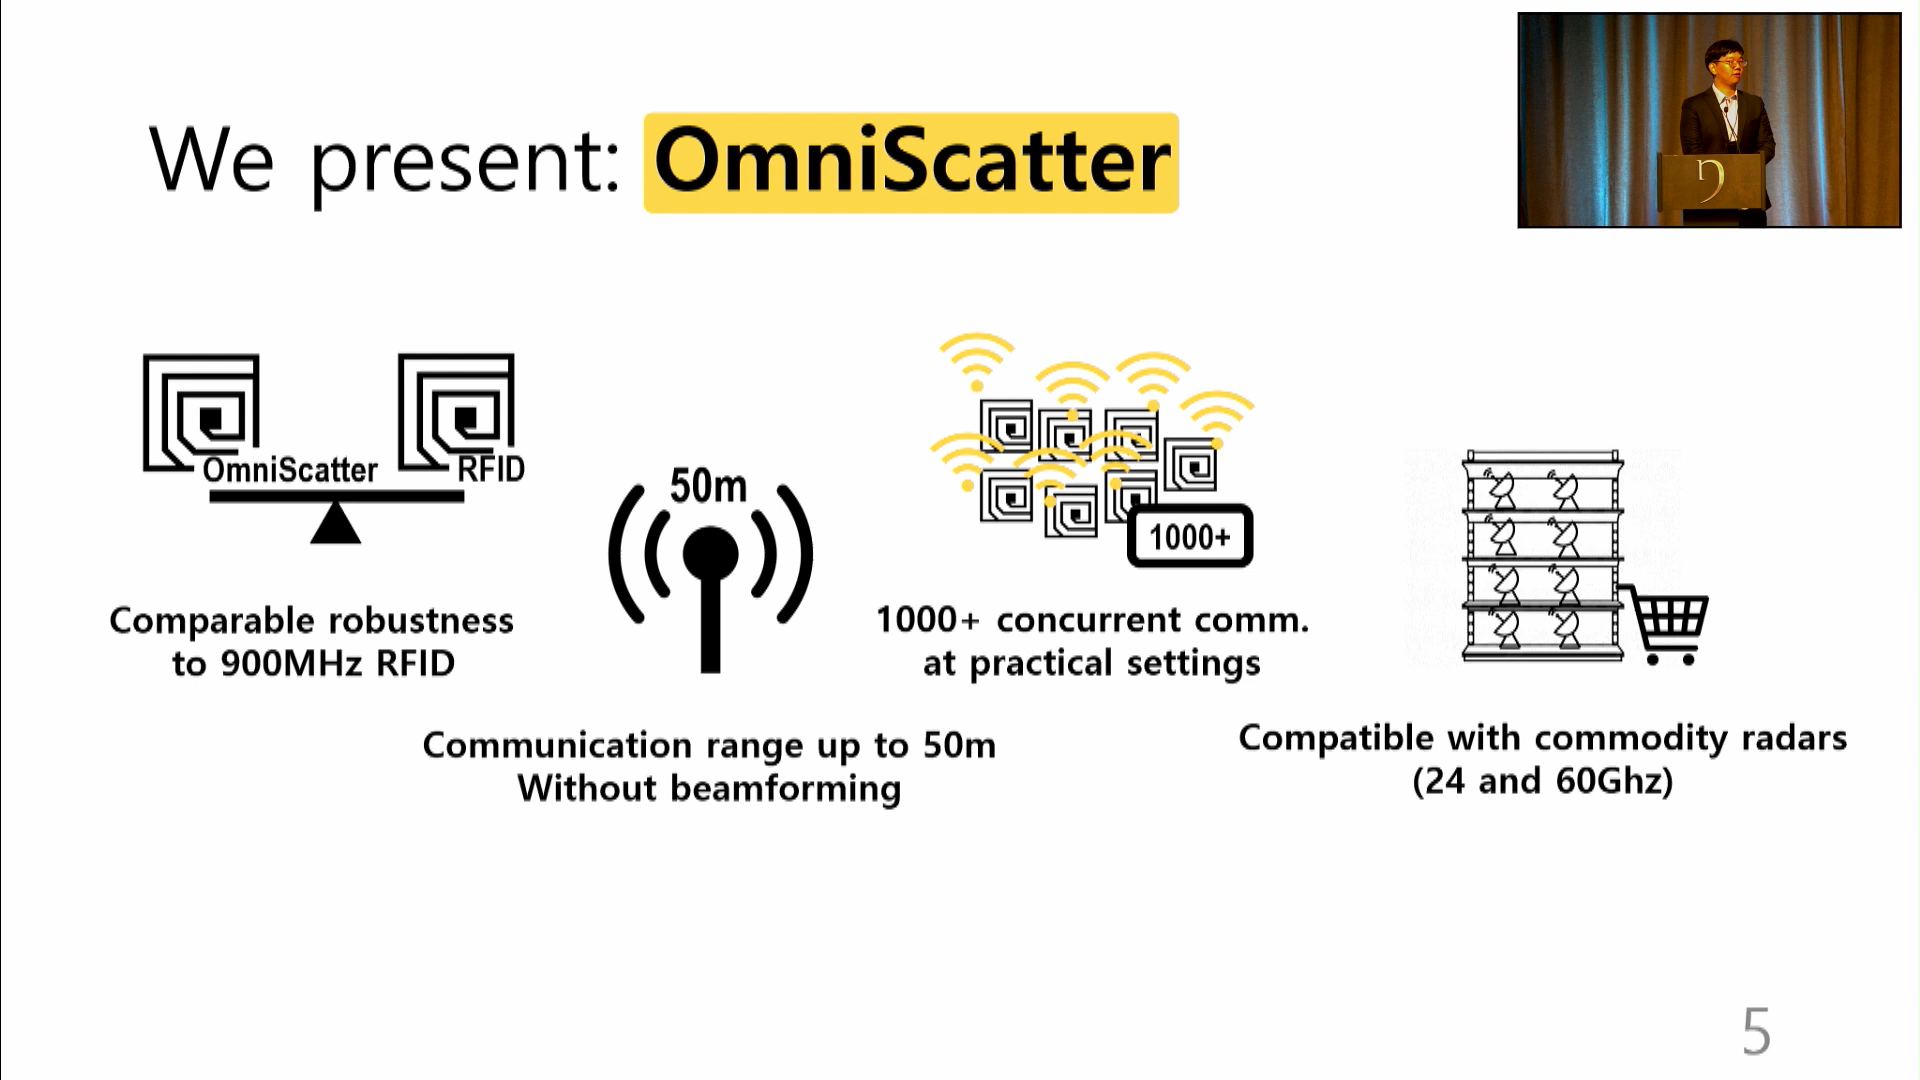 We present: OmniScatter
OmniScatter
RFID
Comparable robustness
to 900MHz RFID
50m
Communication range up to 50m
Without beamforming
1000+
1000+ concurrent comm.
at practical settings
Compatible with commodity radars
(24 and 60Ghz)
5